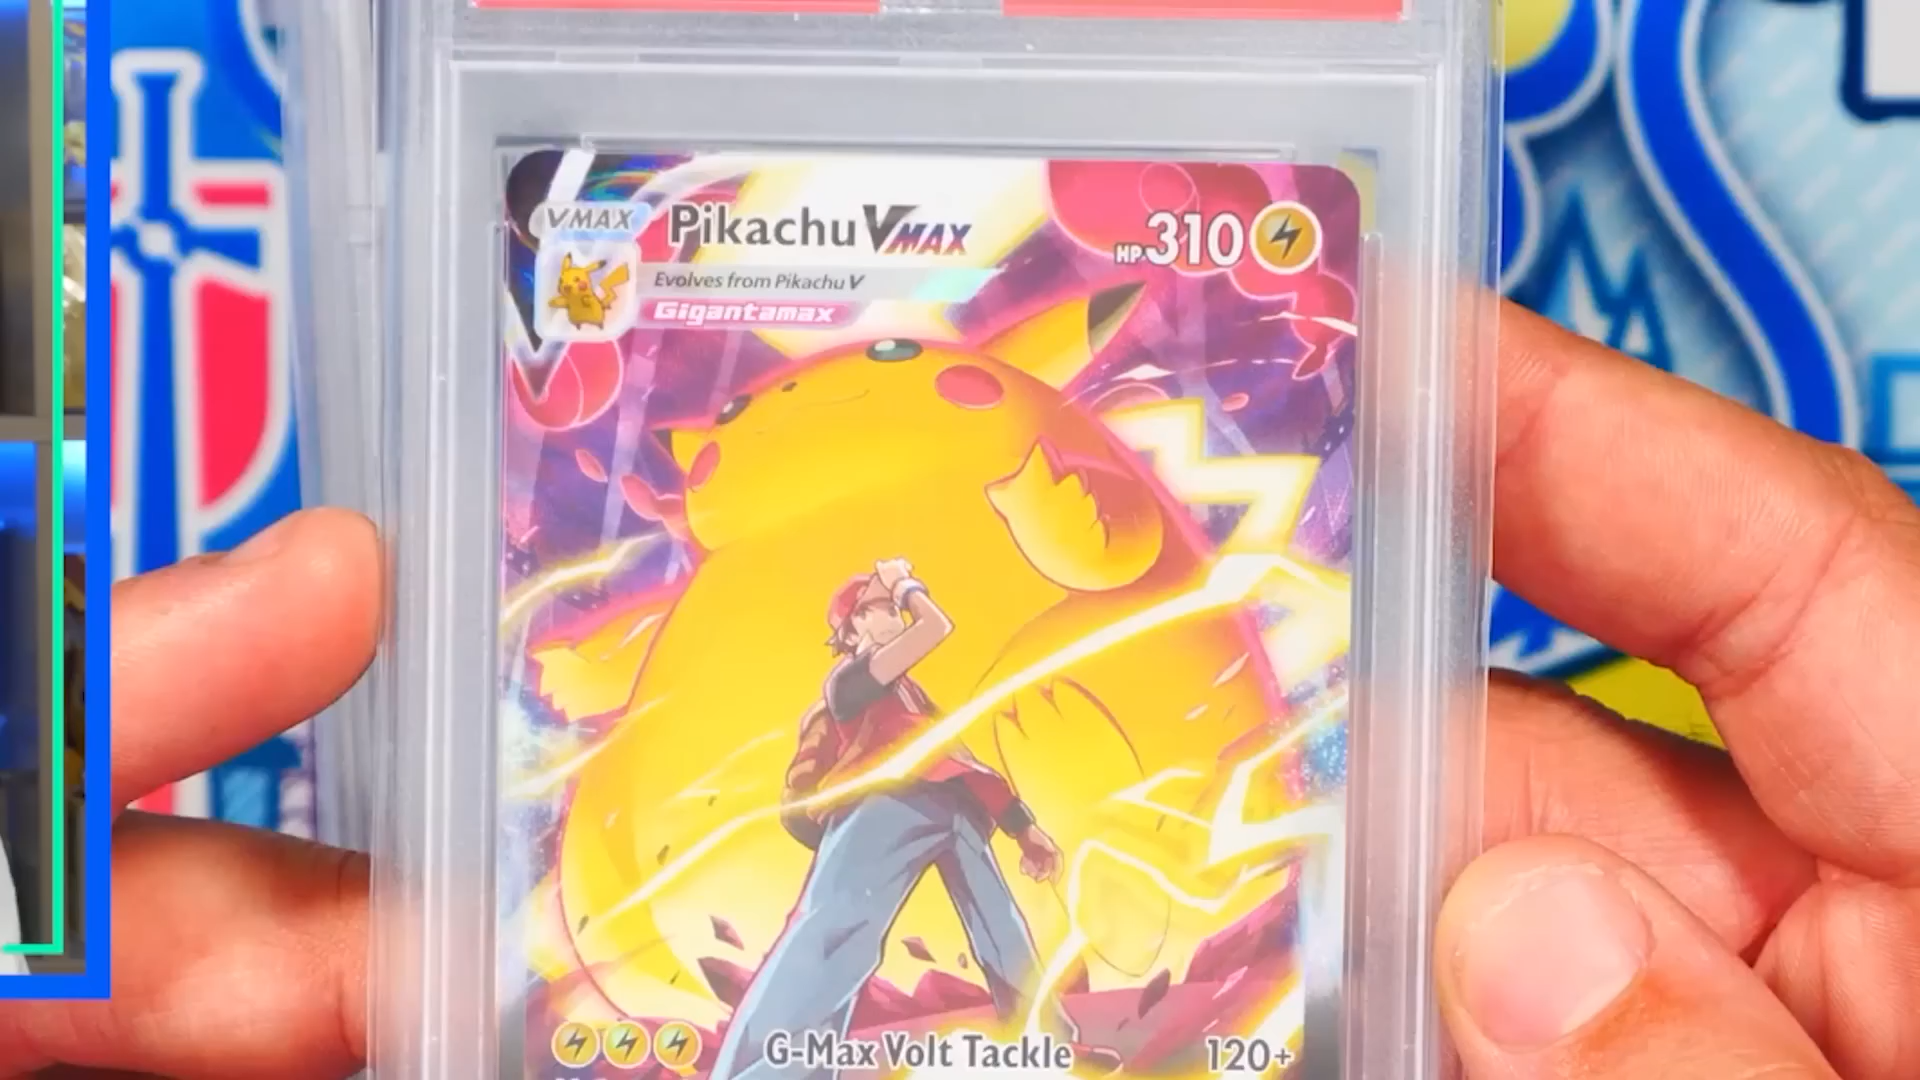 VMAX
Pikachu VMAX
HP 310
Evolves from Pikachu V
Gigantamax
G-Max Volt Tackle 120+